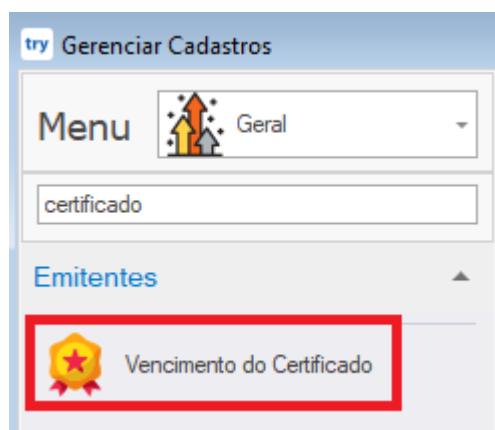 try Gerenciar Cadastros
Menu Geral
certificado
Emitentes
Vencimento do Certificado